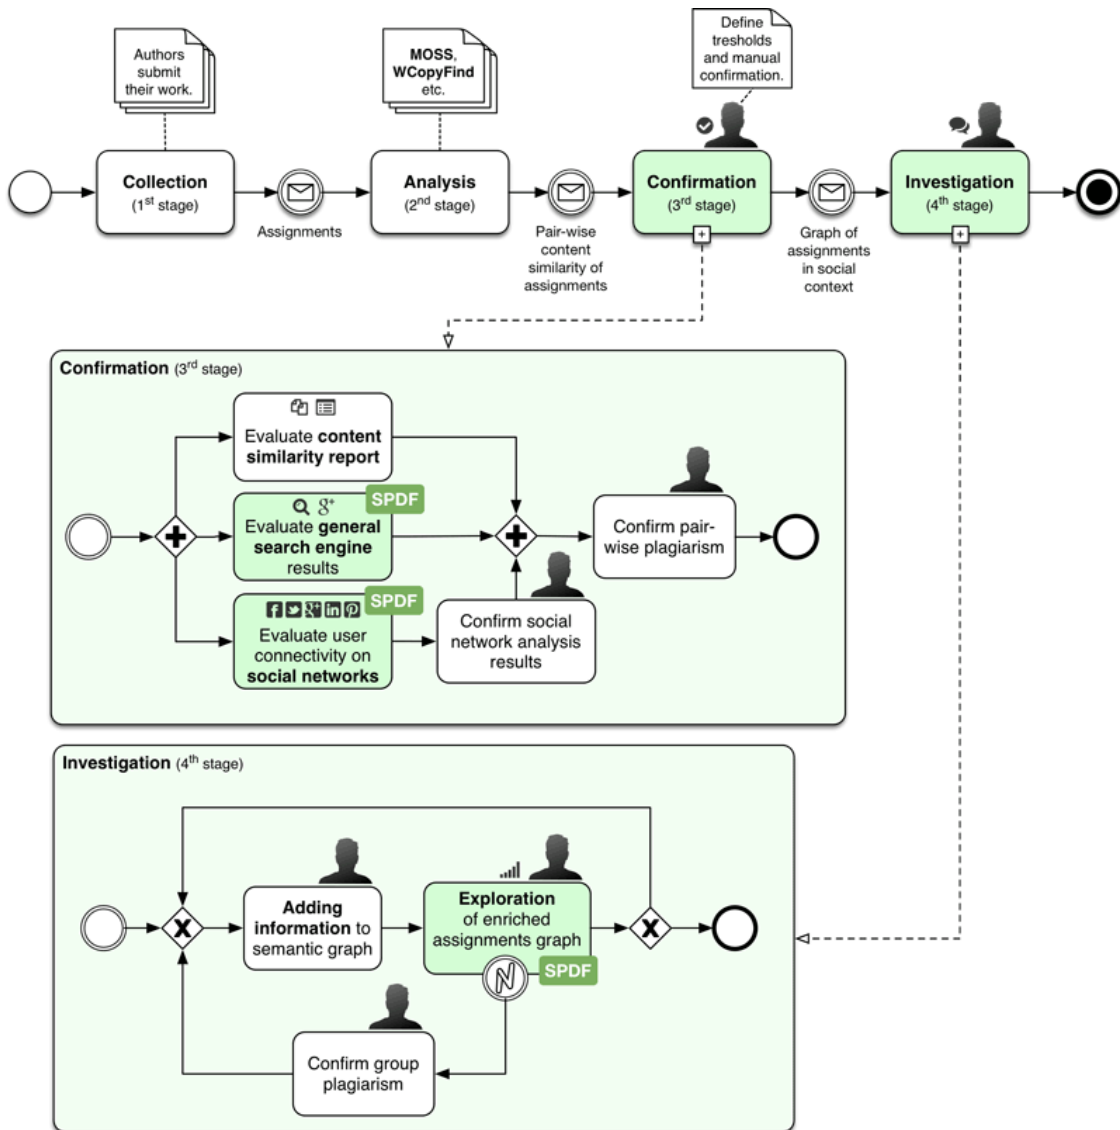 Authors
submit
their work.
MOSS,
WCopyFind
etc.
Define
tresholds
and manual
confirmation.
Collection
(1st stage)
Assignments
Analysis
(2nd stage)
Pair-wise
content
similarity of
assignments
Confirmation
(3rd stage)
Graph of
assignments
in social
context
Investigation
(4th stage)
Confirmation (3rd stage)
Evaluate content
similarity report
SPDF
Evaluate general
search engine
results
SPDF
Evaluate user
connectivity on
social networks
Confirm social
network analysis
results
Confirm pair-
wise plagiarism
Investigation (4th stage)
X
Adding
information to
semantic graph
Exploration
of enriched
assignments graph
SPDF
X
Confirm group
plagiarism